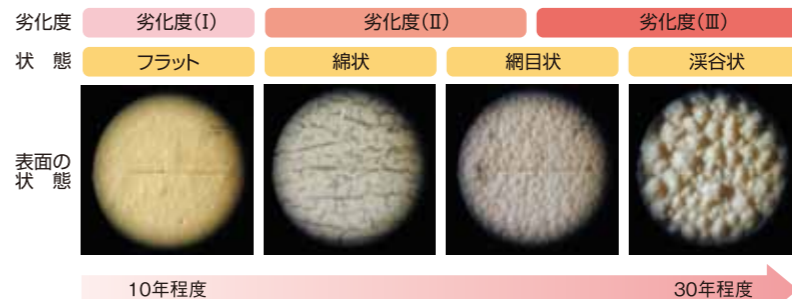 劣化度 劣化度(Ⅰ) 劣化度(Ⅱ) 劣化度(Ⅲ)
状 態 フラット 綿状 網目状 渓谷状
表面の
状 態
10年程度 30年程度